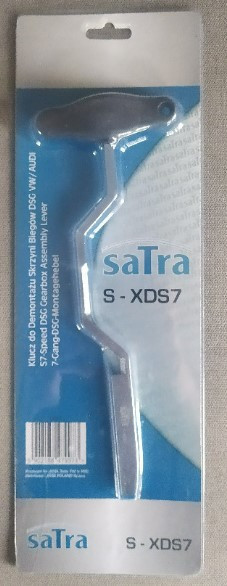 saTra
S - XDS7
Klucz do Demontażu Skrzyni Biegów DSG VW/AUDI
S7-Speed DSG Gearbox Assembly Lever
7-Gang-DSG-Montagehebel
saTra
S - XDS7